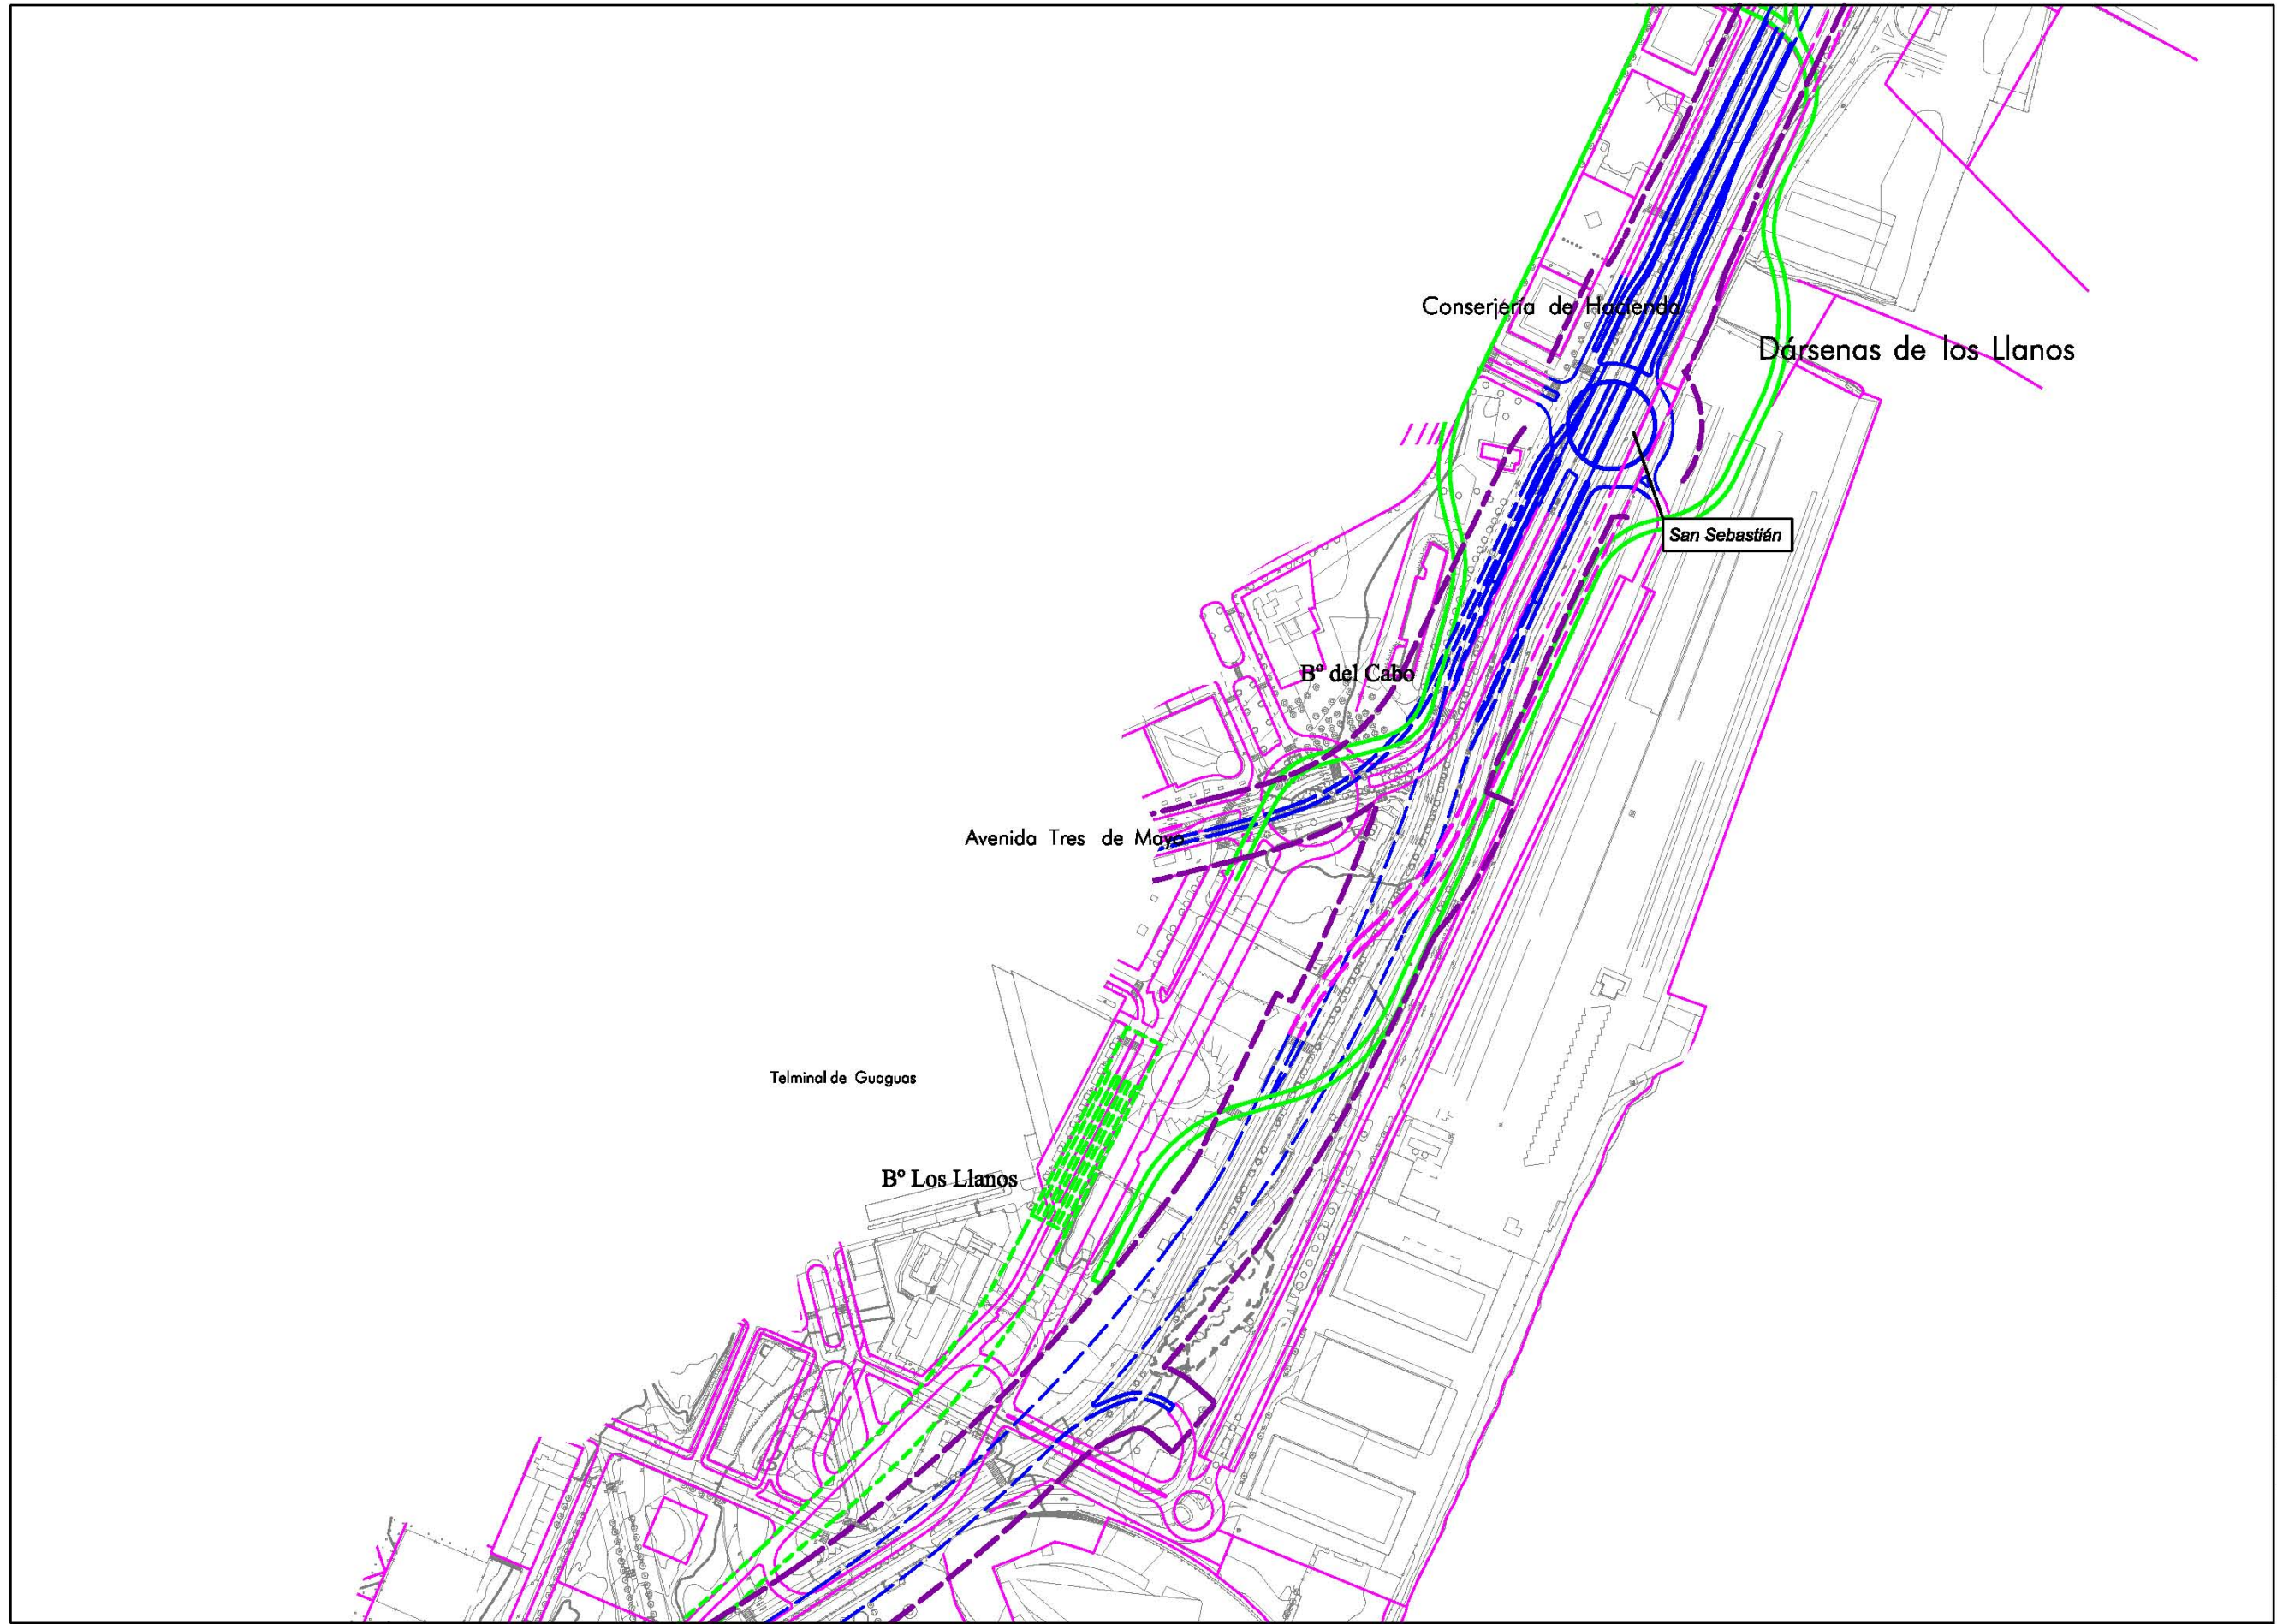 Conserjería de Hacienda
Dársenas de los Llanos
San Sebastián
Bº del Cabo
Avenida Tres de Mayo
Telminal de Guaguas
Bº Los Llanos